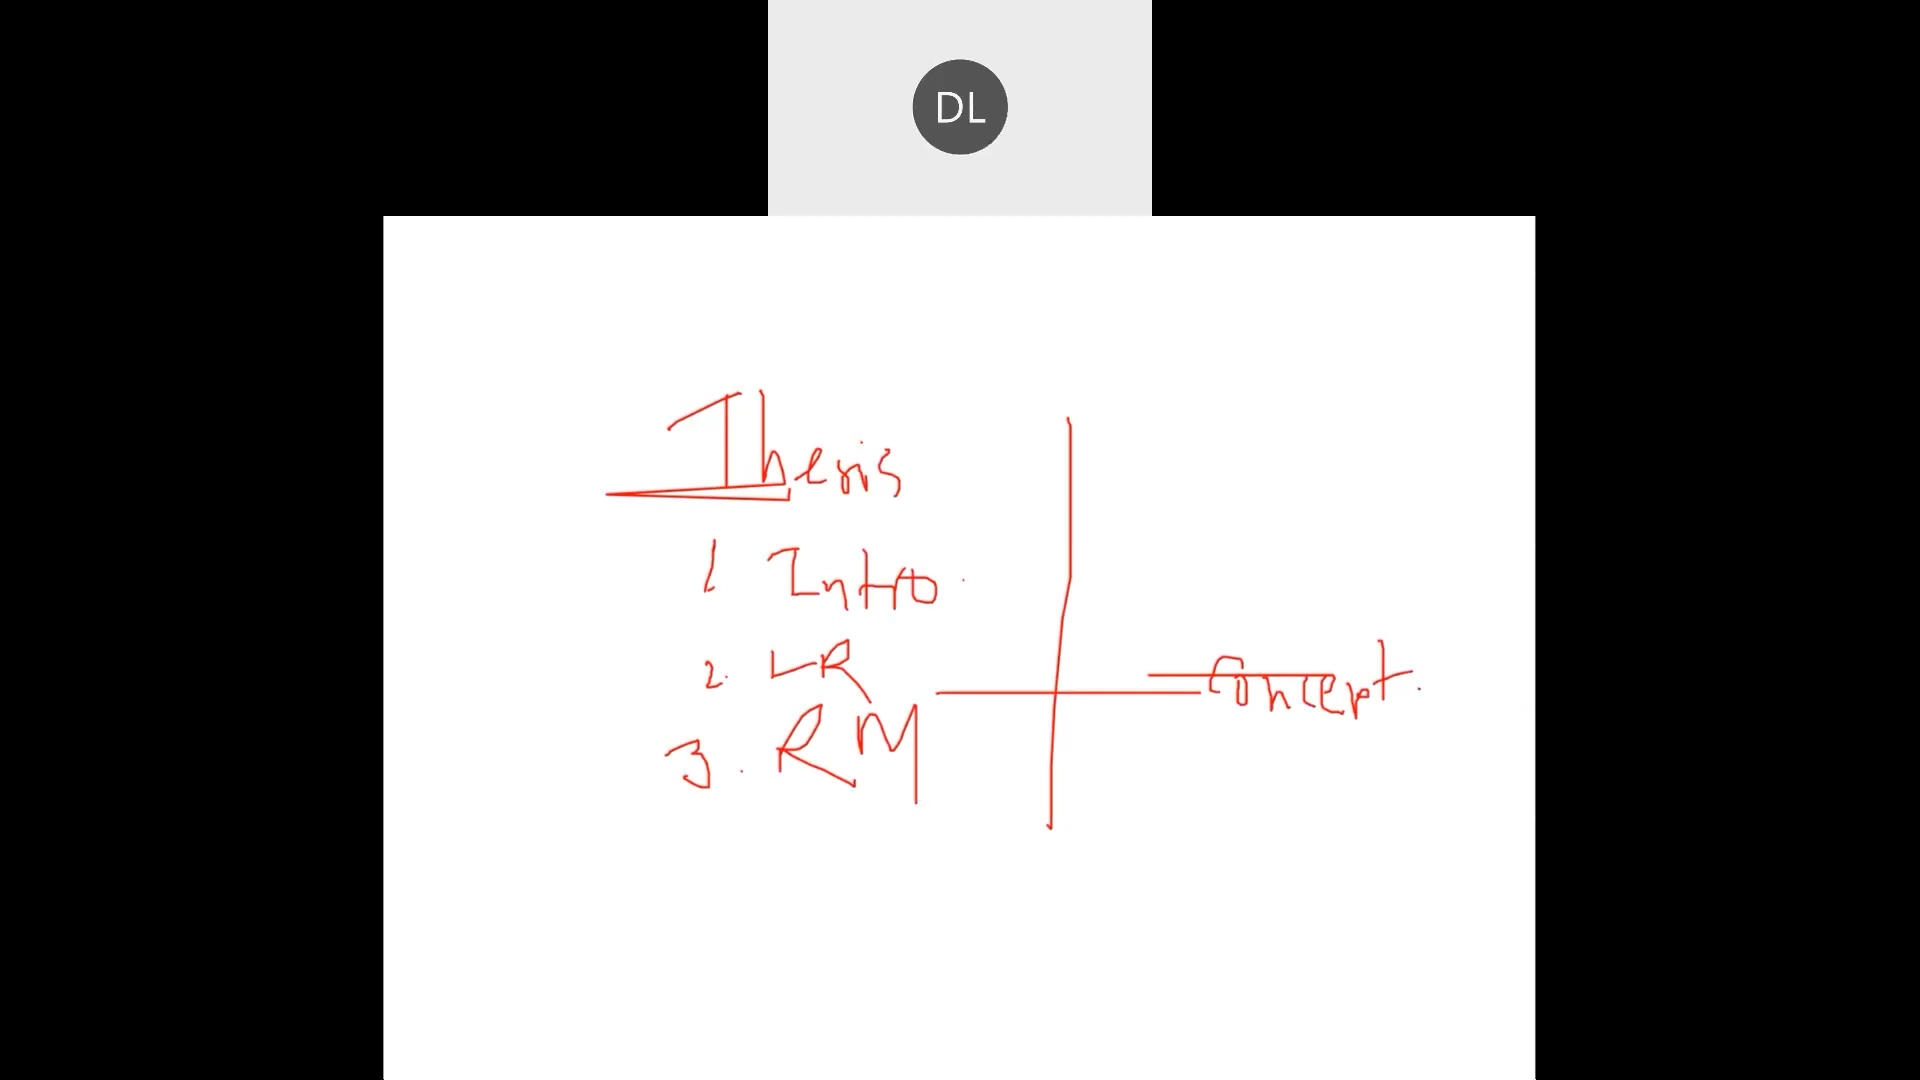 DL
Thesis
1 Intro.
2. LR
Concept.
3. RM